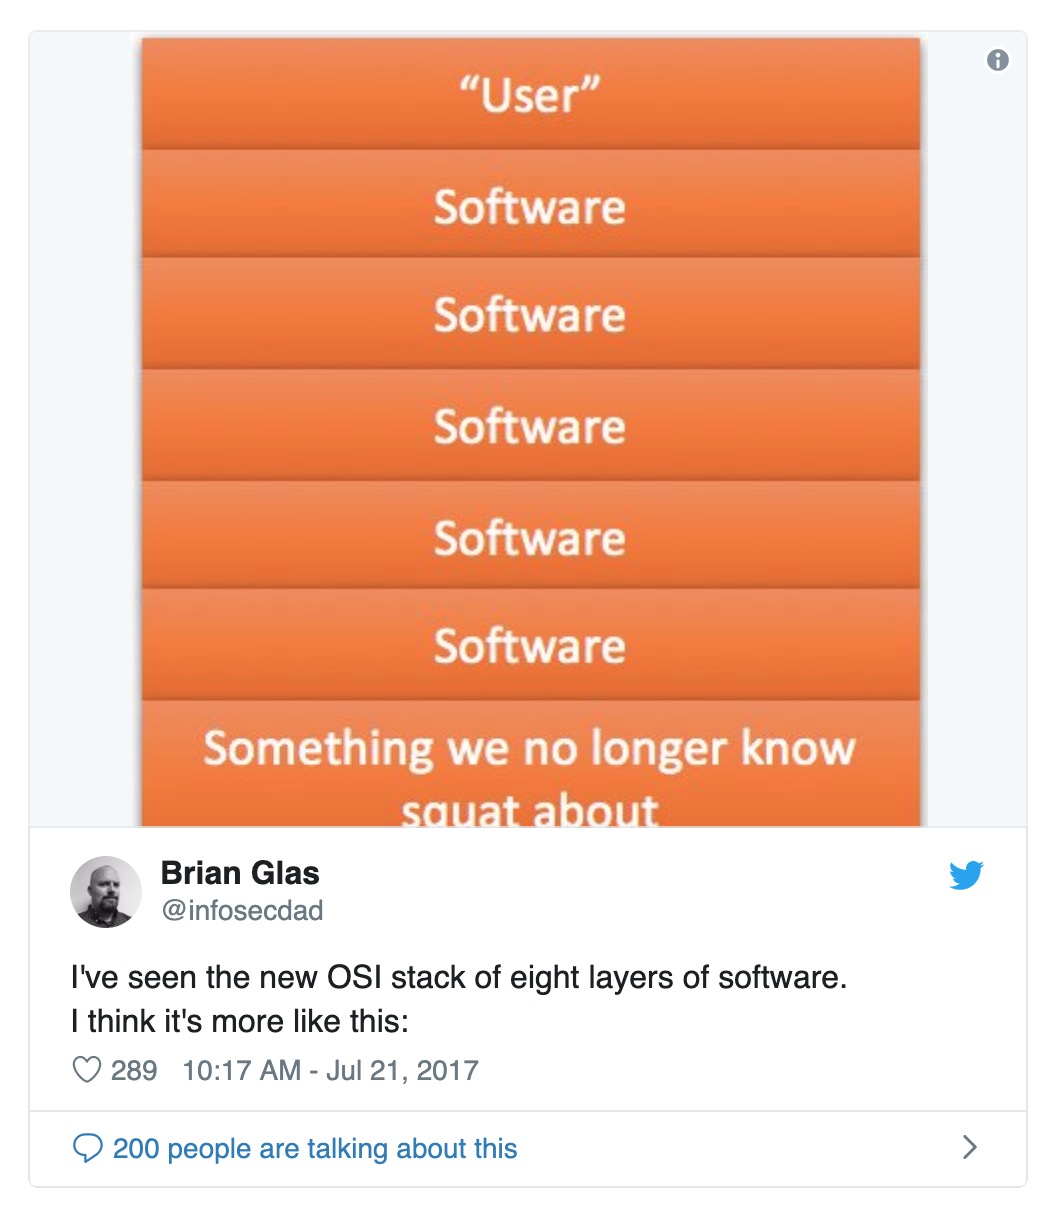 “User”
Software
Software
Software
Software
Software
Something we no longer know
squat about
Brian Glas
@infosecdad
I've seen the new OSI stack of eight layers of software.
I think it's more like this:
289 10:17 AM - Jul 21, 2017
200 people are talking about this